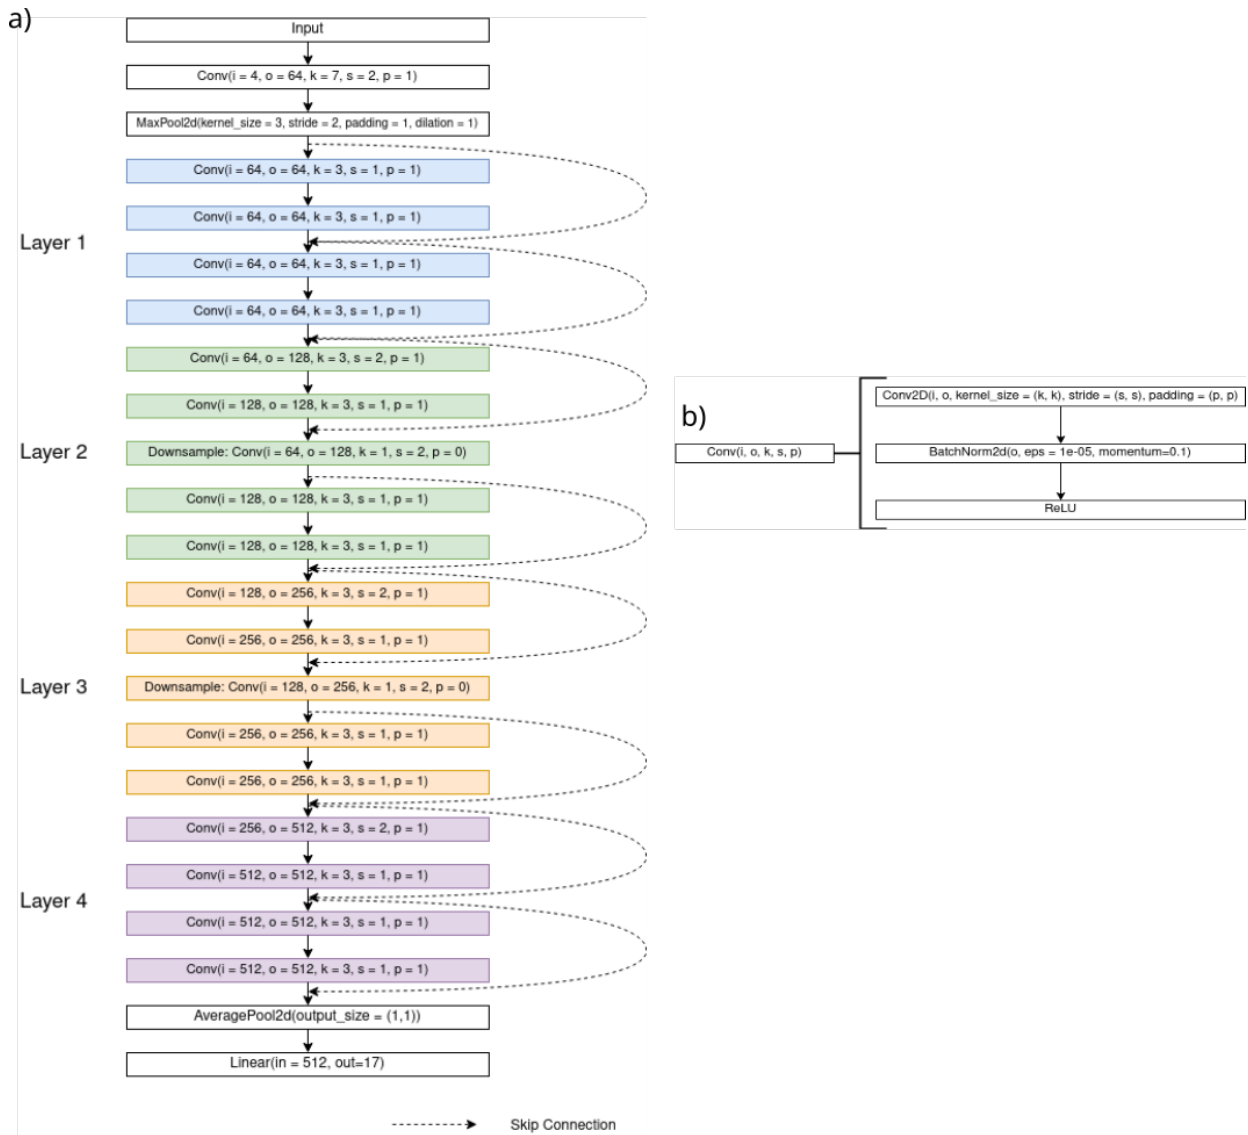 a)
Input
Conv(i = 4, o = 64, k = 7, s = 2, p = 1)
MaxPool2d(kernel_size = 3, stride = 2, padding = 1, dilation = 1)
Conv(i = 64, o = 64, k = 3, s = 1, p = 1)
Conv(i = 64, o = 64, k = 3, s = 1, p = 1)
Layer 1
Conv(i = 64, o = 64, k = 3, s = 1, p = 1)
Conv(i = 64, o = 64, k = 3, s = 1, p = 1)
Conv(i = 64, o = 128, k = 3, s = 2, p = 1)
Conv(i = 128, o = 128, k = 3, s = 1, p = 1)
Layer 2
Downsample: Conv(i = 64, o = 128, k = 1, s = 2, p = 0)
Conv(i = 128, o = 128, k = 3, s = 1, p = 1)
Conv(i = 128, o = 128, k = 3, s = 1, p = 1)
Conv(i = 128, o = 256, k = 3, s = 2, p = 1)
Conv(i = 256, o = 256, k = 3, s = 1, p = 1)
Layer 3
Downsample: Conv(i = 128, o = 256, k = 1, s = 2, p = 0)
Conv(i = 256, o = 256, k = 3, s = 1, p = 1)
Conv(i = 256, o = 256, k = 3, s = 1, p = 1)
Conv(i = 256, o = 512, k = 3, s = 2, p = 1)
Conv(i = 512, o = 512, k = 3, s = 1, p = 1)
Layer 4
Conv(i = 512, o = 512, k = 3, s = 1, p = 1)
Conv(i = 512, o = 512, k = 3, s = 1, p = 1)
AveragePool2d(output_size = (1,1))
Linear(in = 512, out=17)
Skip Connection
b)
Conv(i, o, k, s, p)
Conv2D(i, o, kernel_size = (k, k), stride = (s, s), padding = (p, p)
BatchNorm2d(o, eps = 1e-05, momentum=0.1)
ReLU